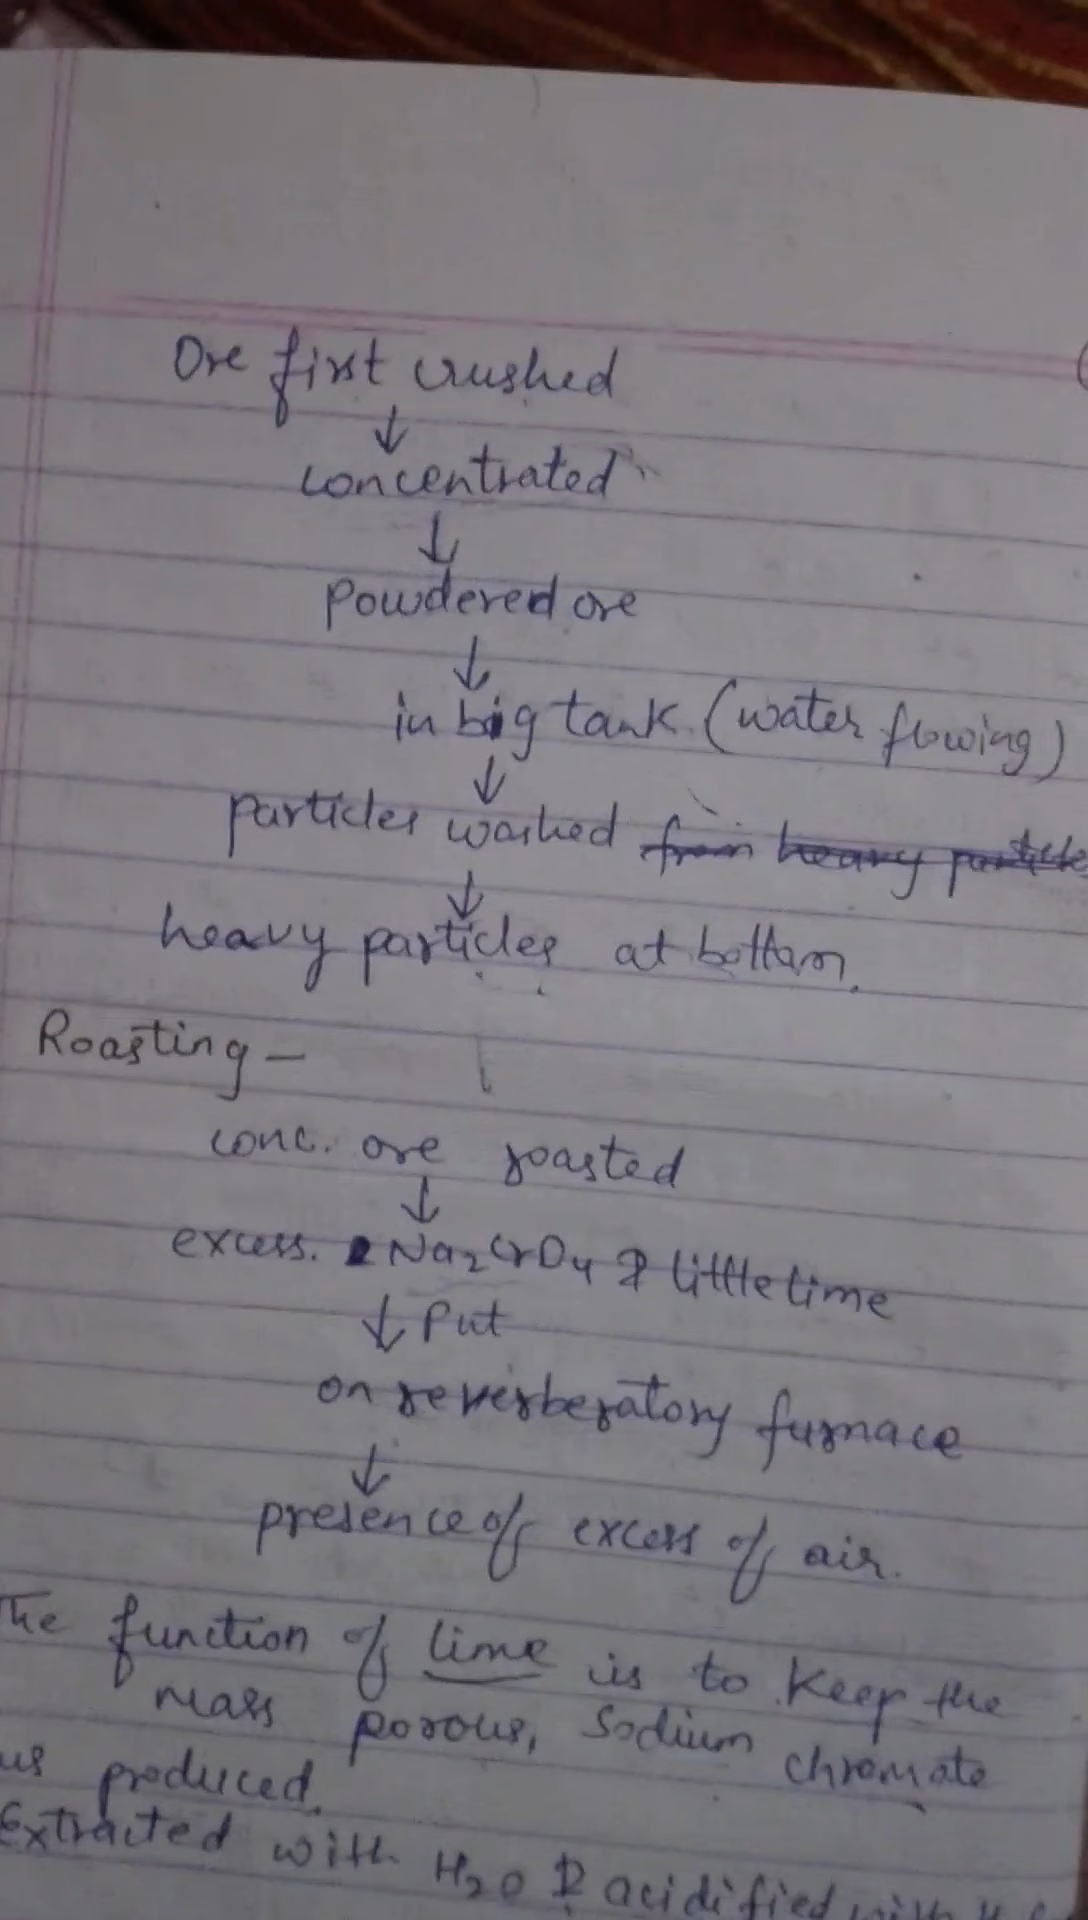 Ore first crushed
↓
concentrated
↓
powdered ore
↓
in big tank (water flowing)
↓
particles washed from heavy particle
↓
heavy particles at bottom.
Roasting -
conc. ore roasted
↓
excess. Na₂CrO₄ & little lime
↓ Put
on reverberatory furnace
↓
presence of excess of air.
The function of lime is to keep the
mass porous, Sodium chromate
us produced.
Extracted with H₂O & acidified with